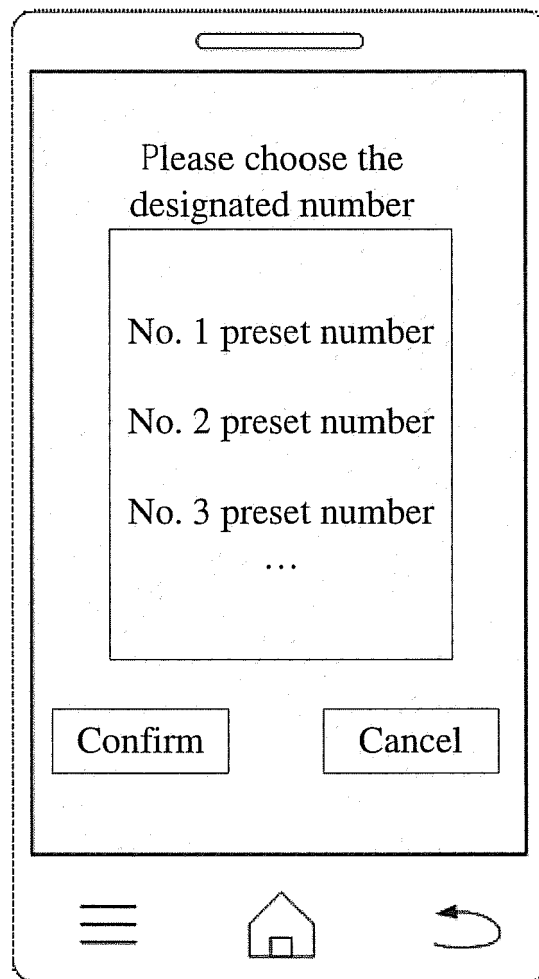 Please choose the
designated number
No. 1 preset number
No. 2 preset number
No. 3 preset number
...
Confirm
Cancel